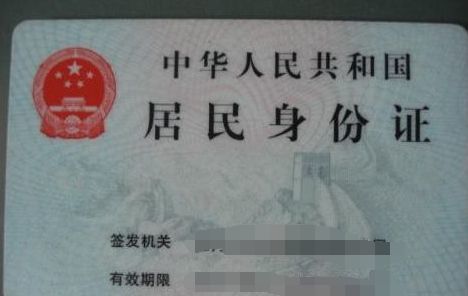 中华人民共和国
居民身份证
签发机关
有效期限